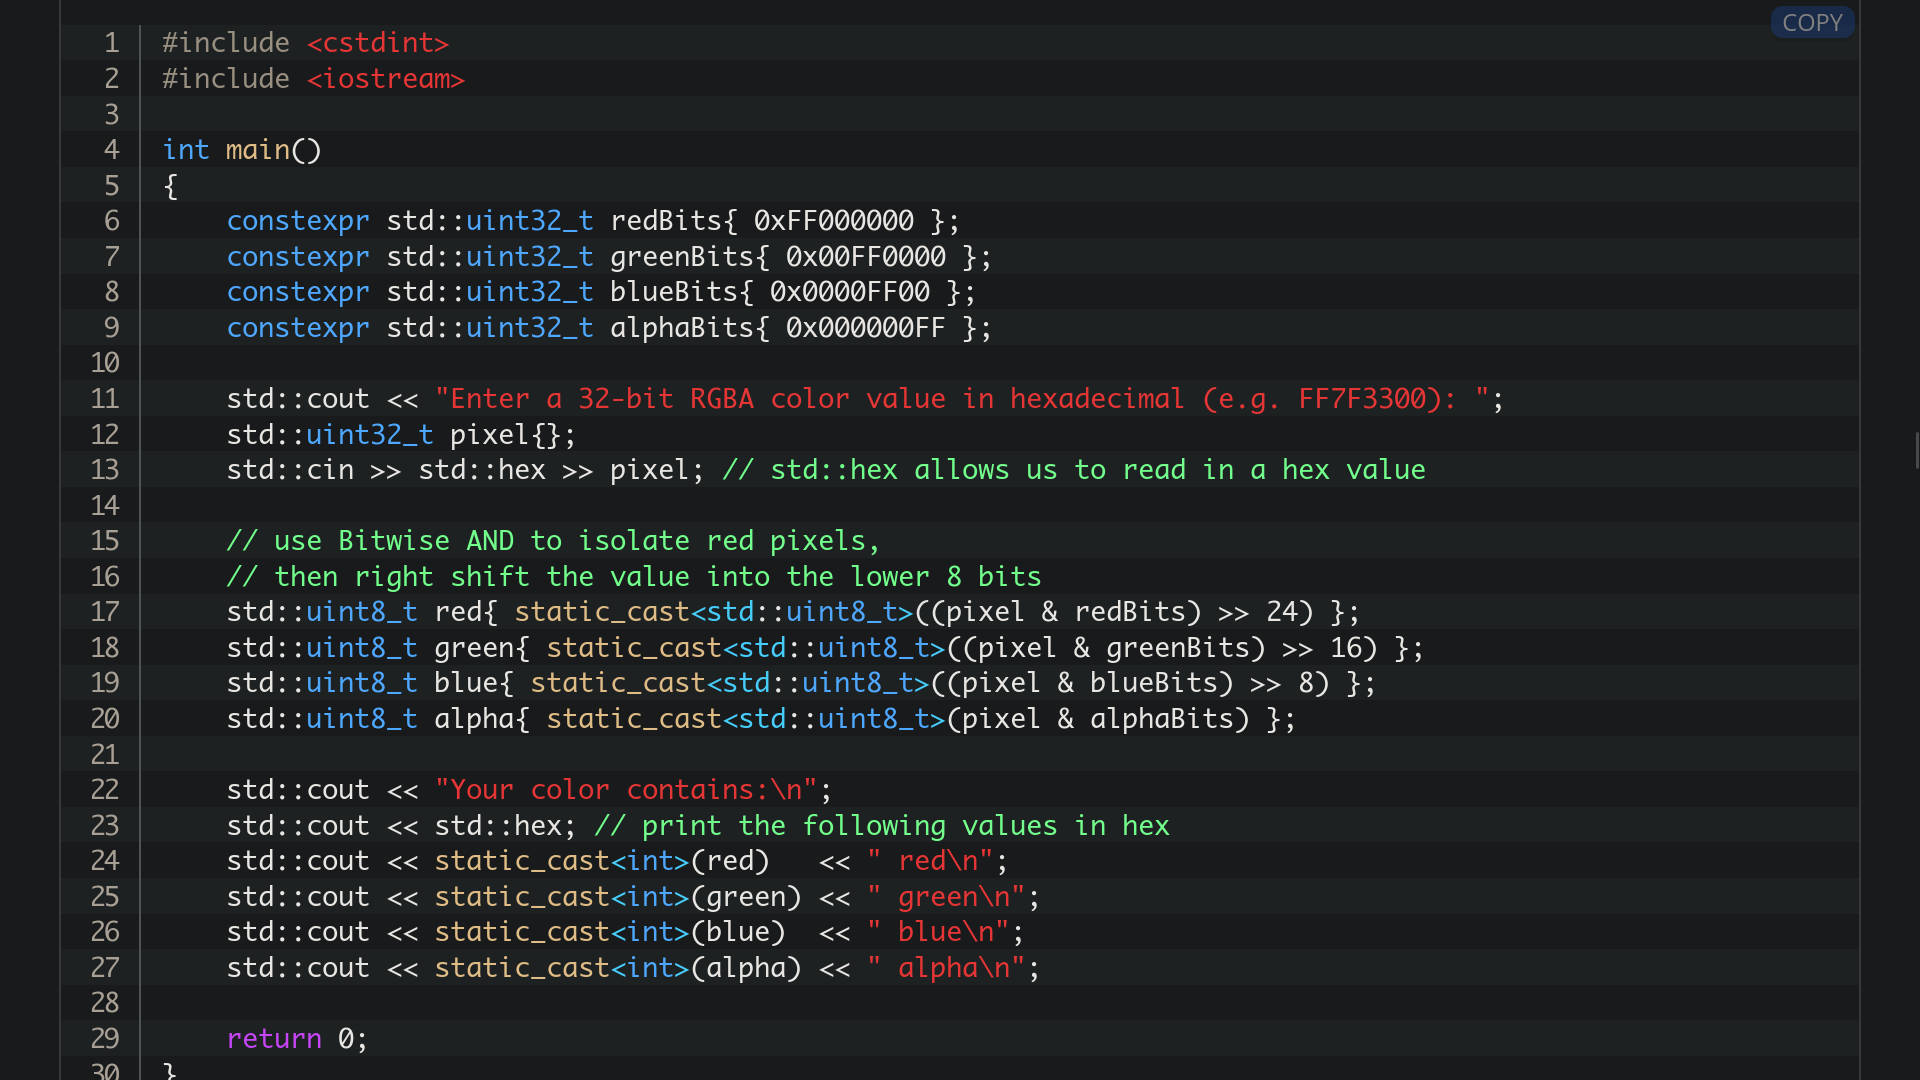 COPY
1 #include <cstdint>
2 #include <iostream>
3
4 int main()
5 {
6     constexpr std::uint32_t redBits{ 0xFF000000 };
7     constexpr std::uint32_t greenBits{ 0x00FF0000 };
8     constexpr std::uint32_t blueBits{ 0x0000FF00 };
9     constexpr std::uint32_t alphaBits{ 0x000000FF };
10
11     std::cout << "Enter a 32-bit RGBA color value in hexadecimal (e.g. FF7F3300): ";
12     std::uint32_t pixel{};
13     std::cin >> std::hex >> pixel; // std::hex allows us to read in a hex value
14
15     // use Bitwise AND to isolate red pixels,
16     // then right shift the value into the lower 8 bits
17     std::uint8_t red{ static_cast<std::uint8_t>((pixel & redBits) >> 24) };
18     std::uint8_t green{ static_cast<std::uint8_t>((pixel & greenBits) >> 16) };
19     std::uint8_t blue{ static_cast<std::uint8_t>((pixel & blueBits) >> 8) };
20     std::uint8_t alpha{ static_cast<std::uint8_t>(pixel & alphaBits) };
21
22     std::cout << "Your color contains:\n";
23     std::cout << std::hex; // print the following values in hex
24     std::cout << static_cast<int>(red)   << " red\n";
25     std::cout << static_cast<int>(green) << " green\n";
26     std::cout << static_cast<int>(blue)  << " blue\n";
27     std::cout << static_cast<int>(alpha) << " alpha\n";
28
29     return 0;
30 }